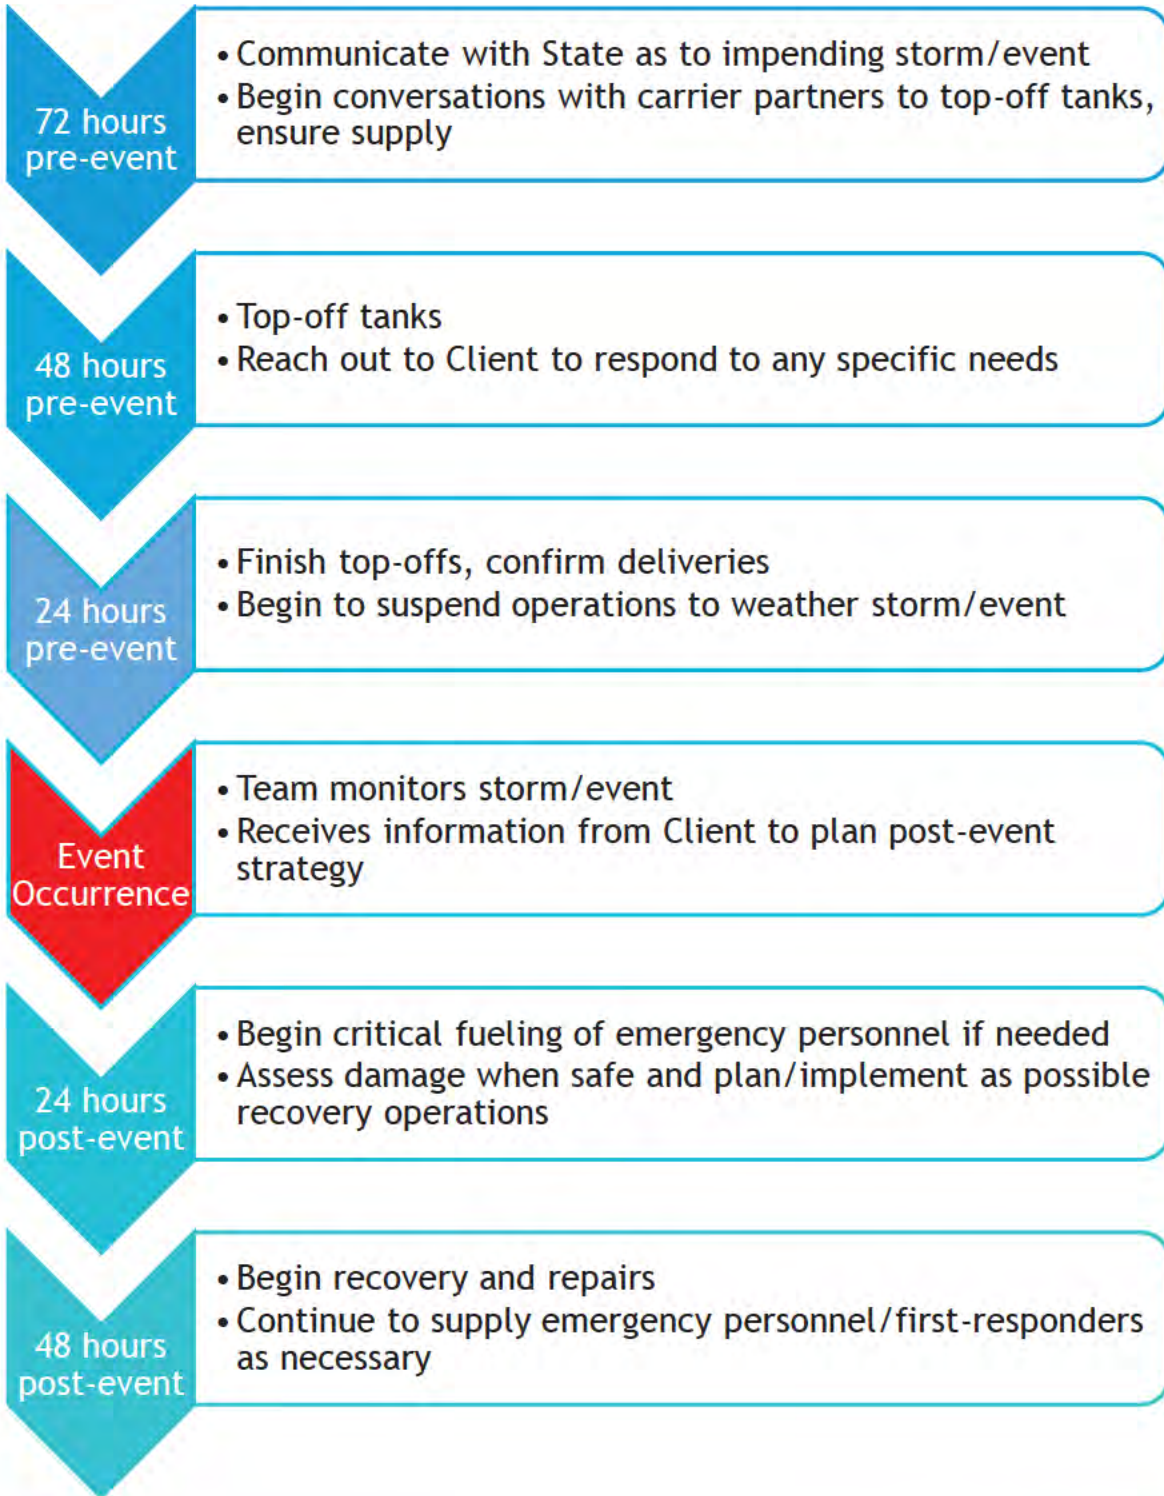 72 hours
pre-event
• Communicate with State as to impending storm/event
• Begin conversations with carrier partners to top-off tanks,
ensure supply
48 hours
pre-event
• Top-off tanks
• Reach out to Client to respond to any specific needs
24 hours
pre-event
• Finish top-offs, confirm deliveries
• Begin to suspend operations to weather storm/event
Event
Occurrence
• Team monitors storm/event
• Receives information from Client to plan post-event
strategy
24 hours
post-event
• Begin critical fueling of emergency personnel if needed
• Assess damage when safe and plan/implement as possible
recovery operations
48 hours
post-event
• Begin recovery and repairs
• Continue to supply emergency personnel/first-responders
as necessary